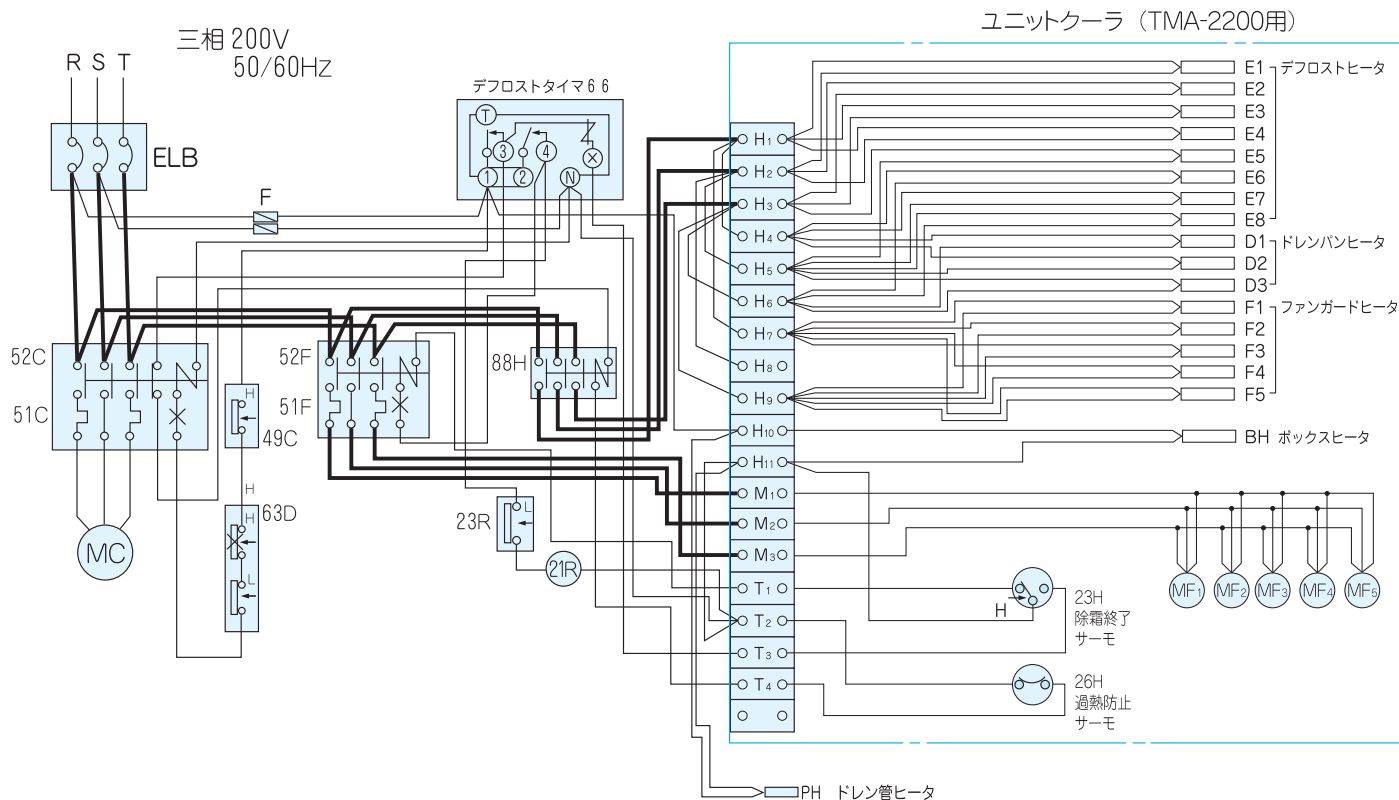 ユニットクーラ（TMA-2200用）
三相 200V
50/60Hz
R S T
ELB
F
デフロストタイマ66
T
3
4
1
2
N
52C
51C
MC
H
49C
H
63D
H
L
52F
51F
88H
23R
L
21R
H1
H2
H3
H4
H5
H6
H7
H8
H9
H10
H11
M1
M2
M3
T1
T2
T3
T4
E1 デフロストヒータ
E2
E3
E4
E5
E6
E7
E8
D1 ドレンパンヒータ
D2
D3
F1 ファンガードヒータ
F2
F3
F4
F5
BH ボックスヒータ
MF1
MF2
MF3
MF4
MF5
H
23H
除霜終了
サーモ
26H
過熱防止
サーモ
PH ドレン管ヒータ